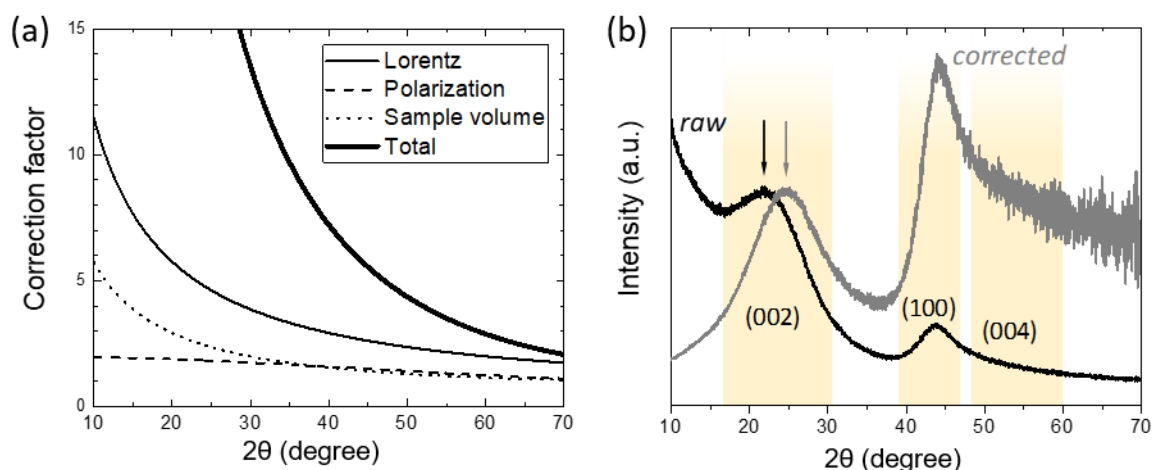 (a)
15
10
5
0
Correction factor
Lorentz
Polarization
Sample volume
Total
10 20 30 40 50 60 70
2θ (degree)
(b)
Intensity (a.u.)
raw
corrected
(002)
(100)
(004)
10 20 30 40 50 60 70
2θ (degree)